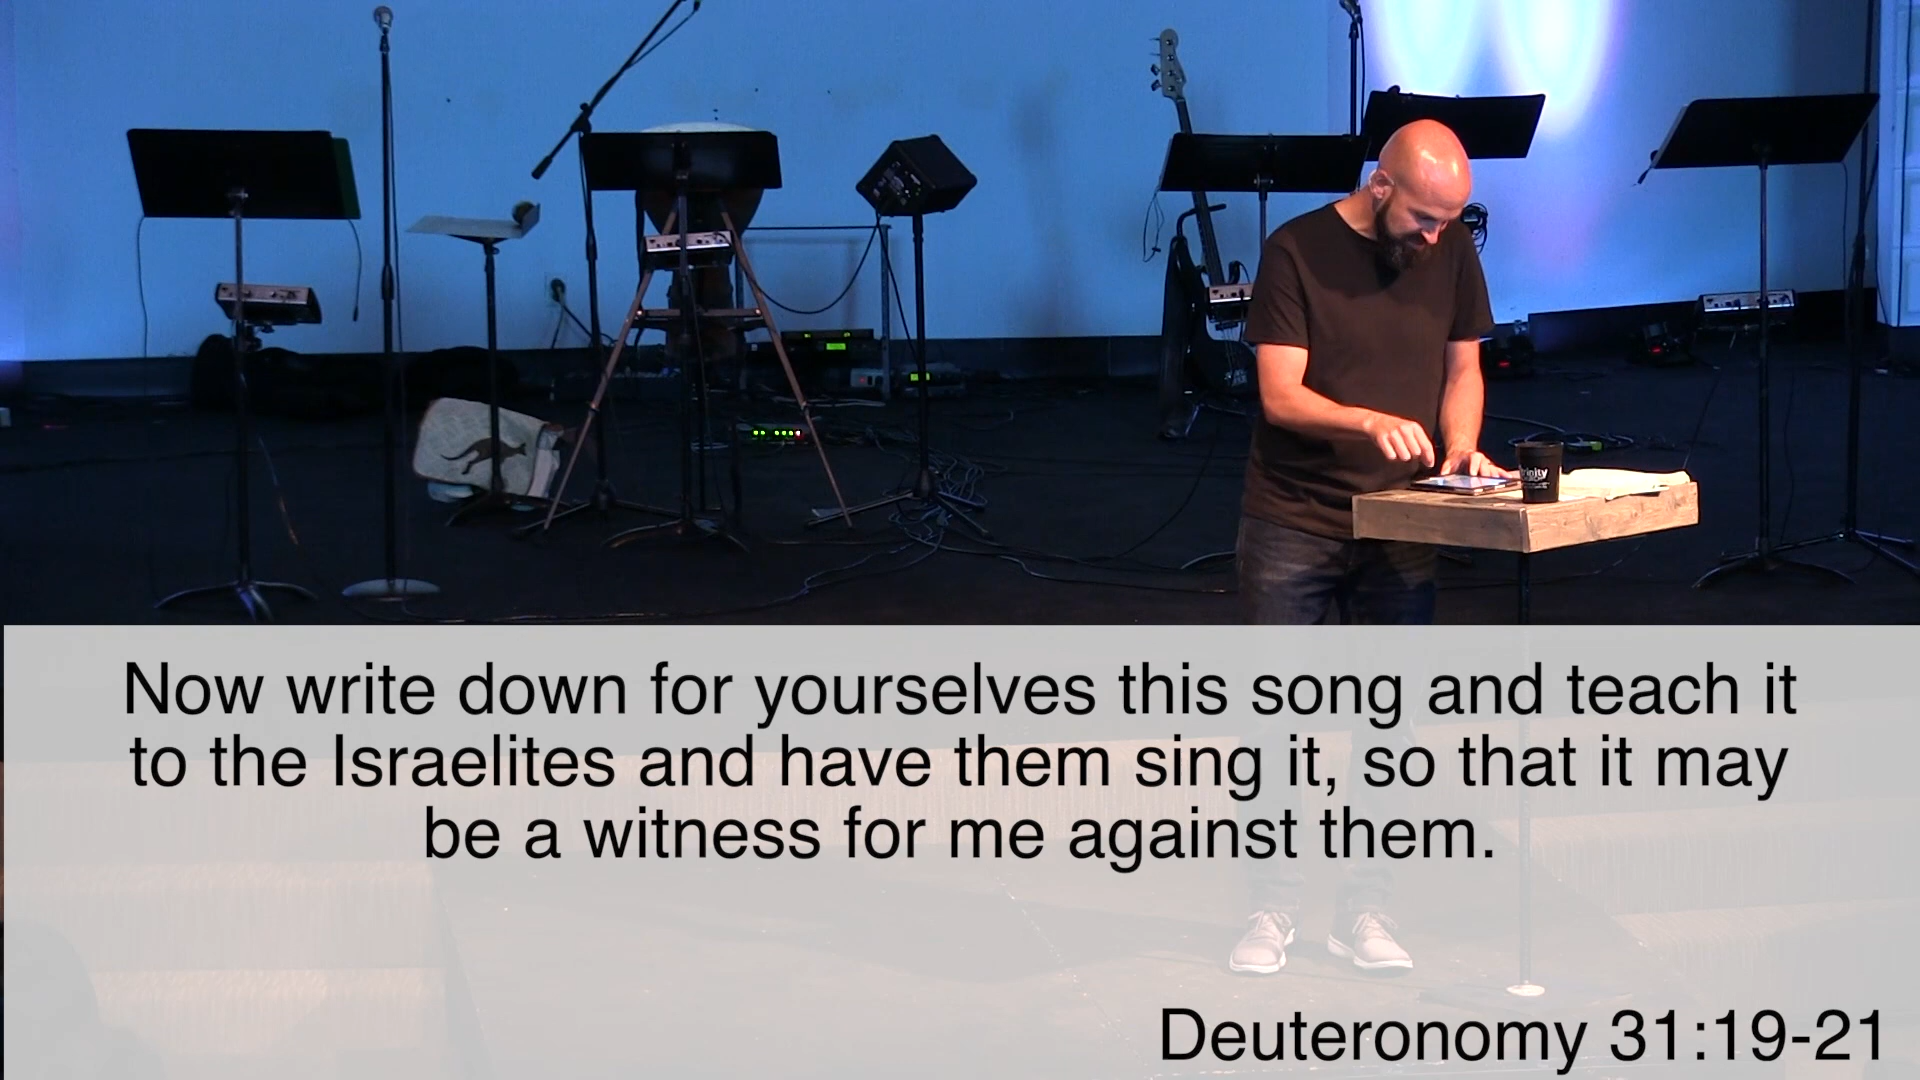 Trinity
Now write down for yourselves this song and teach it
to the Israelites and have them sing it, so that it may
be a witness for me against them.
Deuteronomy 31:19-21